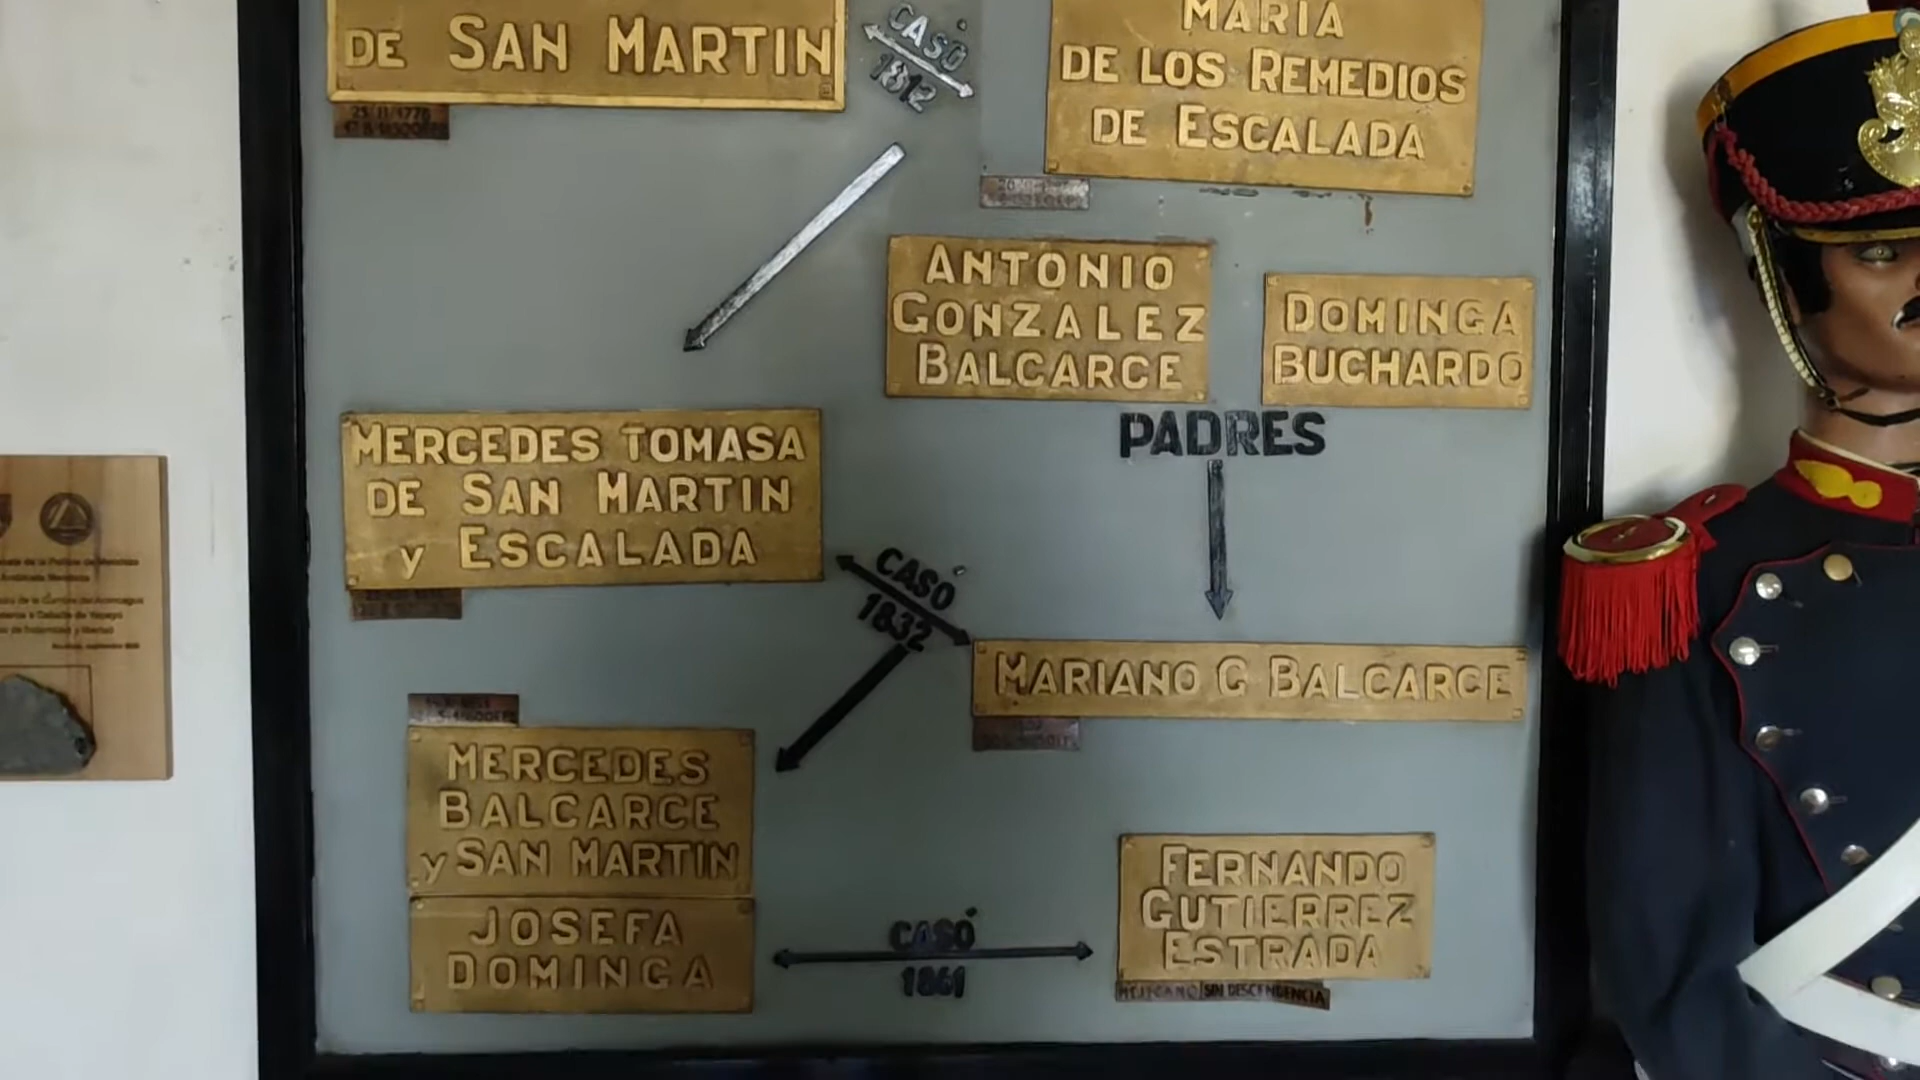 DE SAN MARTIN
CASÓ
1812
MARIA
DE LOS REMEDIOS
DE ESCALADA
ANTONIO
GONZALEZ
BALCARCE
DOMINGA
BUCHARDO
PADRES
MERCEDES TOMASA
DE SAN MARTIN
y ESCALADA
CASÓ
1832
MARIANO G BALCARCE
MERCEDES
BALCARCE
y SAN MARTIN
JOSEFA
DOMINGA
CASÓ
1861
FERNANDO
GUTIERREZ
ESTRADA
MEJICANO SIN DESCENDENCIA